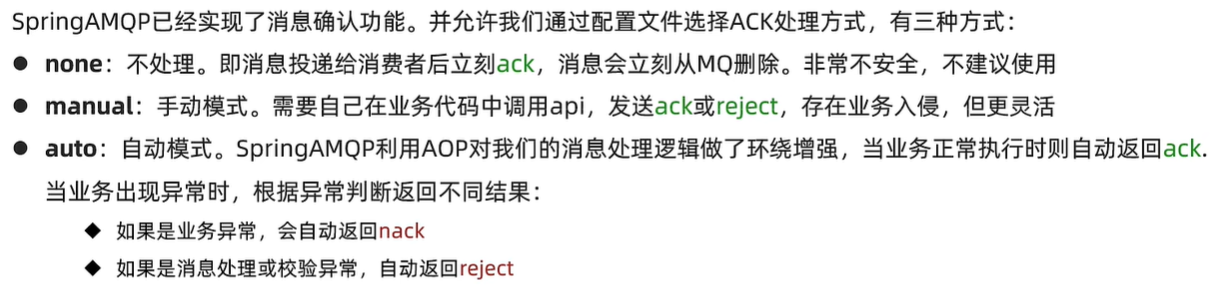 SpringAMQP已经实现了消息确认功能。并允许我们通过配置文件选择ACK处理方式，有三种方式：
● none：不处理。即消息投递给消费者后立刻ack，消息会立刻从MQ删除。非常不安全，不建议使用
● manual：手动模式。需要自己在业务代码中调用api，发送ack或reject，存在业务入侵，但更灵活
● auto：自动模式。SpringAMQP利用AOP对我们的消息处理逻辑做了环绕增强，当业务正常执行时则自动返回ack.
当业务出现异常时，根据异常判断返回不同结果：
◆ 如果是业务异常，会自动返回nack
◆ 如果是消息处理或校验异常，自动返回reject